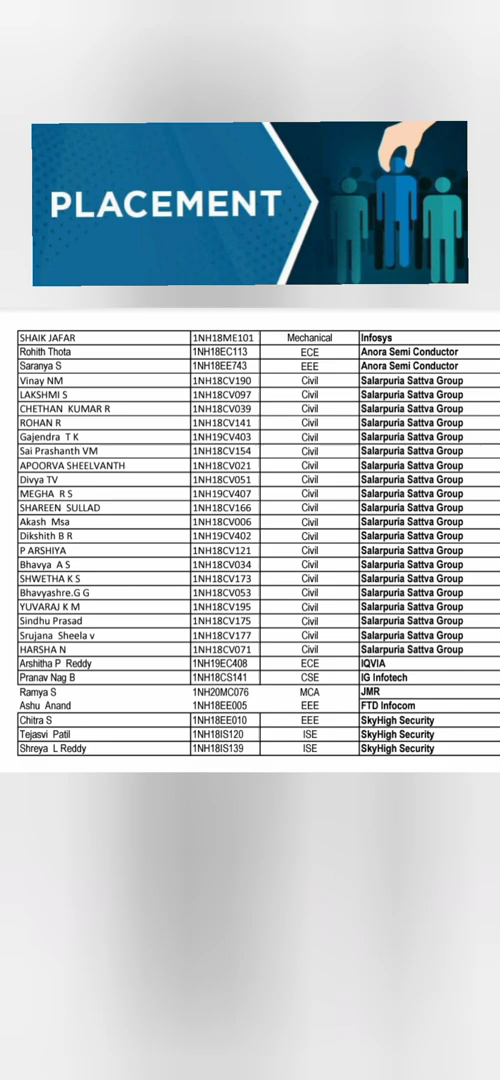 PLACEMENT
SHAIK JAFAR 1NH18ME101 Mechanical Infosys
Rohith Thota 1NH18EC113 ECE Anora Semi Conductor
Saranya S 1NH18EE743 EEE Anora Semi Conductor
Vinay NM 1NH18CV190 Civil Salarpuria Sattva Group
LAKSHMI S 1NH18CV097 Civil Salarpuria Sattva Group
CHETHAN KUMAR R 1NH18CV039 Civil Salarpuria Sattva Group
ROHAN R 1NH18CV141 Civil Salarpuria Sattva Group
Gajendra T K 1NH19CV403 Civil Salarpuria Sattva Group
Sai Prashanth VM 1NH18CV154 Civil Salarpuria Sattva Group
APOORVA SHEELVANTH 1NH18CV021 Civil Salarpuria Sattva Group
Divya TV 1NH18CV051 Civil Salarpuria Sattva Group
MEGHA R S 1NH19CV407 Civil Salarpuria Sattva Group
SHAREEN SULLAD 1NH18CV166 Civil Salarpuria Sattva Group
Akash Msa 1NH18CV006 Civil Salarpuria Sattva Group
Dikshith B R 1NH19CV402 Civil Salarpuria Sattva Group
P ARSHIYA 1NH18CV121 Civil Salarpuria Sattva Group
Bhavya A S 1NH18CV034 Civil Salarpuria Sattva Group
SHWETHA K S 1NH18CV173 Civil Salarpuria Sattva Group
Bhavyashre.G G 1NH18CV053 Civil Salarpuria Sattva Group
YUVARAJ K M 1NH18CV195 Civil Salarpuria Sattva Group
Sindhu Prasad 1NH18CV175 Civil Salarpuria Sattva Group
Srujana Sheela v 1NH18CV177 Civil Salarpuria Sattva Group
HARSHA N 1NH18CV071 Civil Salarpuria Sattva Group
Arshitha P Reddy 1NH19EC408 ECE IQVIA
Pranav Nag B 1NH18CS141 CSE IG Infotech
Ramya S 1NH20MC076 MCA JMR
Ashu Anand 1NH18EE005 EEE FTD Infocom
Chitra S 1NH18EE010 EEE SkyHigh Security
Tejasvi Patil 1NH18IS120 ISE SkyHigh Security
Shreya L Reddy 1NH18IS139 ISE SkyHigh Security